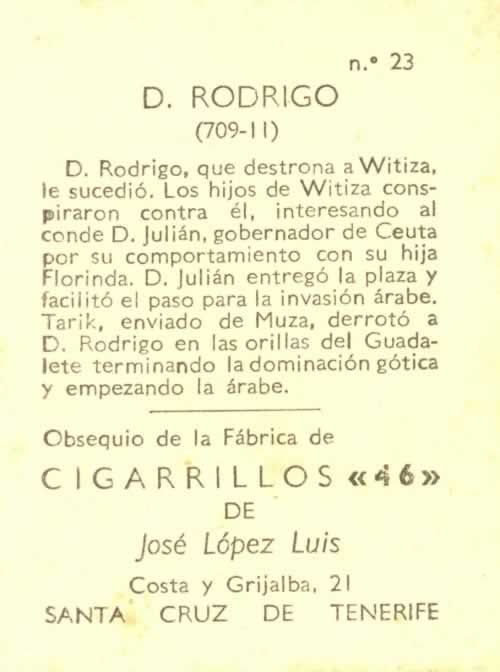 n.º 23
D. RODRIGO
(709-11)
D. Rodrigo, que destrona a Witiza,
le sucedió. Los hijos de Witiza cons-
piraron contra él, interesando al
conde D. Julián, gobernador de Ceuta
por su comportamiento con su hija
Florinda. D. Julián entregó la plaza y
facilitó el paso para la invasión árabe.
Tarik, enviado de Muza, derrotó a
D. Rodrigo en las orillas del Guada-
lete terminando la dominación gótica
y empezando la árabe.
Obsequio de la Fábrica de
CIGARRILLOS «46»
DE
José López Luis
Costa y Grijalba, 21
SANTA CRUZ DE TENERIFE